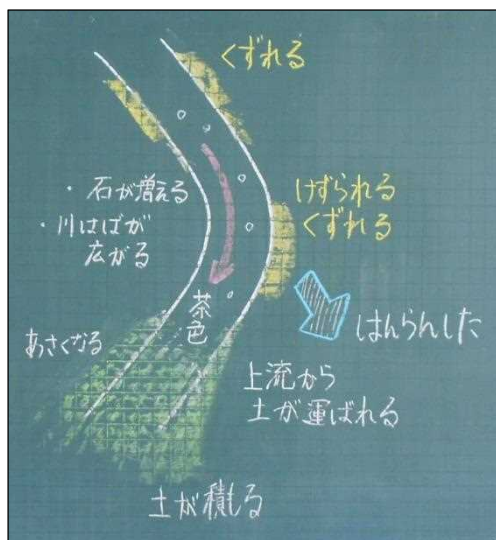 くずれる
・石が増える
・川はばが
広がる
けずられる
くずれる
茶色
はんらんした
あさくなる
上流から
土が運ばれる
土が積もる